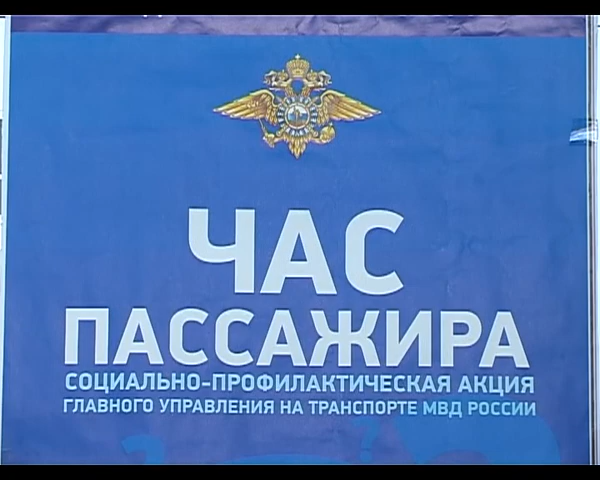 ЧАС
ПАССАЖИРА
СОЦИАЛЬНО-ПРОФИЛАКТИЧЕСКАЯ АКЦИЯ
ГЛАВНОГО УПРАВЛЕНИЯ НА ТРАНСПОРТЕ МВД РОССИИ